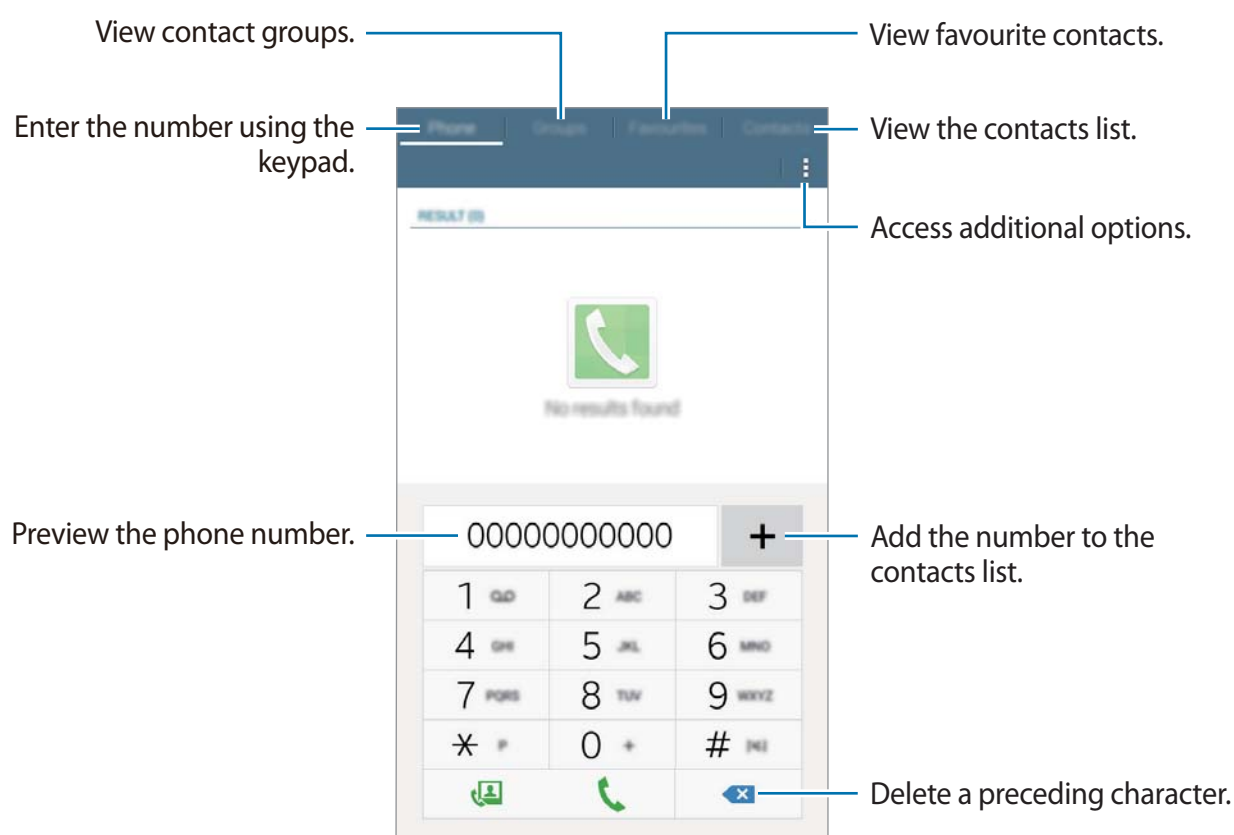 View contact groups.
View favourite contacts.
Enter the number using the
keypad.
Phone
Groups
Favourites
Contacts
View the contacts list.
Access additional options.
RESULT (0)
No results found
Preview the phone number.
00000000000
+
Add the number to the
contacts list.
1
2 ABC
3 DEF
4 GHI
5 JKL
6 MNO
7 PQRS
8 TUV
9 WXYZ
* P
0 +
#
Delete a preceding character.